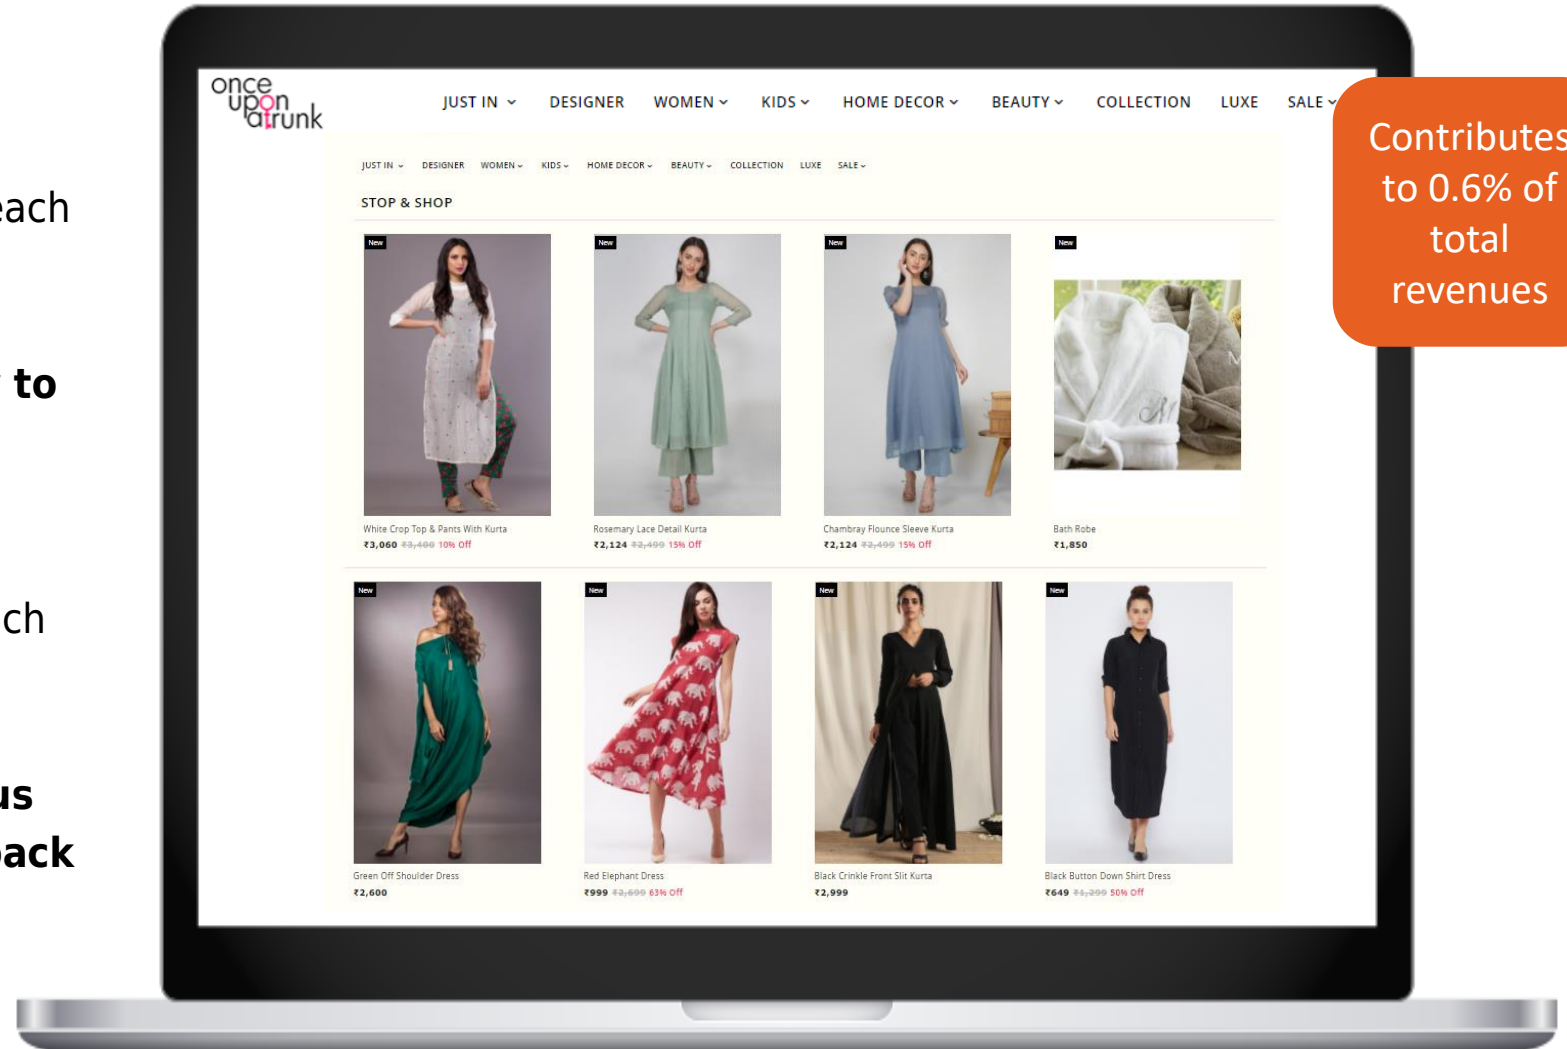 once
upon
atrunk
JUST IN DESIGNER WOMEN KIDS HOME DECOR BEAUTY COLLECTION LUXE SALE
Contributes
to 0.6% of
total
revenues
JUST IN DESIGNER WOMEN KIDS HOME DECOR BEAUTY COLLECTION LUXE SALE
STOP & SHOP
to
back
New New New New
White Crop Top & Pants With Kurta
₹3,060 ₹3,400 10% Off
Rosemary Lace Detail Kurta
₹2,124 ₹2,499 15% Off
Chambray Flounce Sleeve Kurta
₹2,124 ₹2,499 15% Off
Bath Robe
₹1,850
New New New New
Green Off Shoulder Dress
₹2,600
Red Elephant Dress
₹999 ₹2,699 63% Off
Black Crinkle Front Slit Kurta
₹2,999
Black Button Down Shirt Dress
₹649 ₹1,299 50% Off